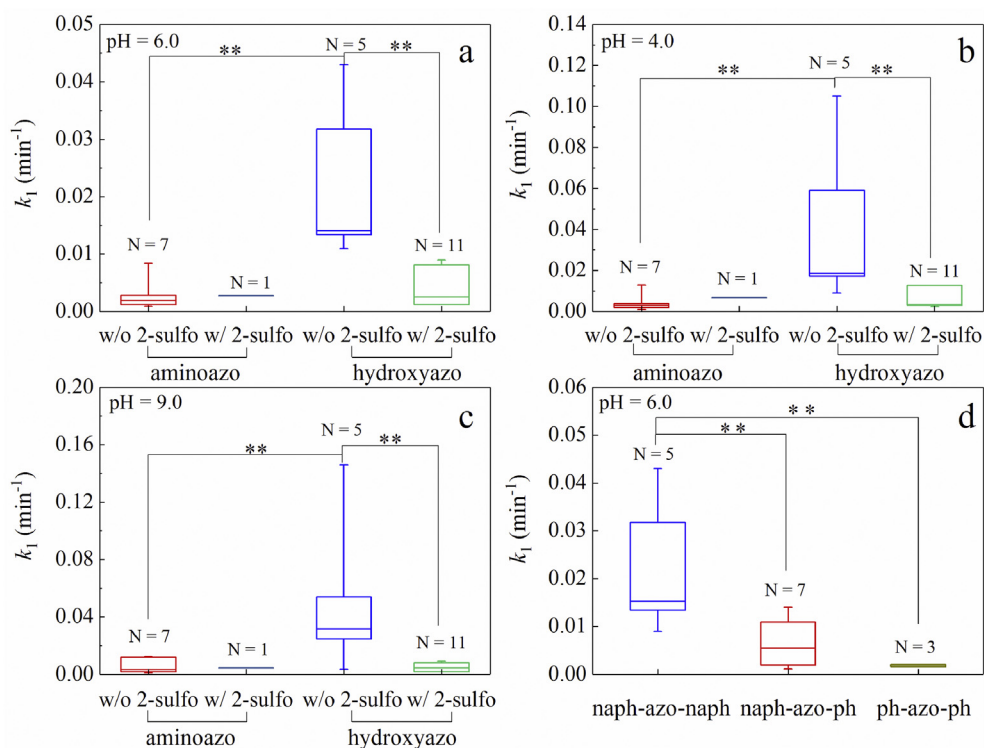 a
pH = 6.0
**
N = 5
**
N = 7
N = 1
N = 11
0.05
0.04
0.03
0.02
0.01
0.00
k1 (min-1)
w/o 2-sulfo w/ 2-sulfo w/o 2-sulfo w/ 2-sulfo
aminoazo hydroxyazo
b
pH = 4.0
**
N = 5
**
N = 7
N = 1
N = 11
0.14
0.12
0.10
0.08
0.06
0.04
0.02
0.00
k1 (min-1)
w/o 2-sulfo w/ 2-sulfo w/o 2-sulfo w/ 2-sulfo
aminoazo hydroxyazo
c
pH = 9.0
N = 5
**
**
N = 7
N = 1
N = 11
0.20
0.16
0.12
0.08
0.04
0.00
k1 (min-1)
w/o 2-sulfo w/ 2-sulfo w/o 2-sulfo w/ 2-sulfo
aminoazo hydroxyazo
d
pH = 6.0
**
**
N = 5
N = 7
N = 3
0.06
0.05
0.04
0.03
0.02
0.01
0.00
k1 (min-1)
naph-azo-naph naph-azo-ph ph-azo-ph